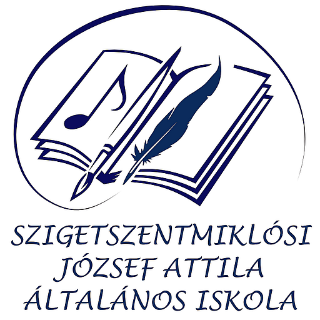 SZIGETSZENTMIKLÓSI
JÓZSEF ATTILA
ÁLTALÁNOS ISKOLA